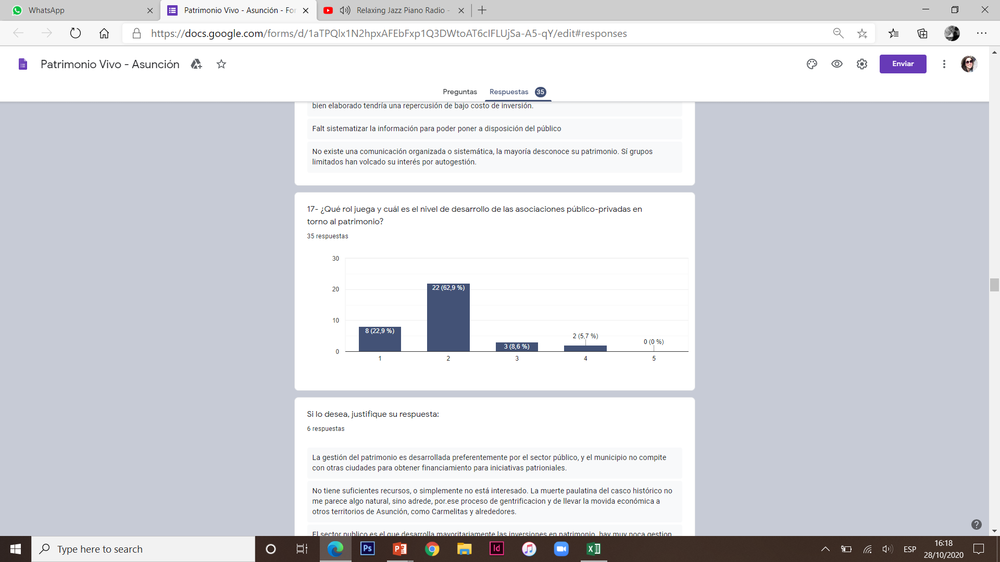 WhatsApp
Patrimonio Vivo - Asunción - For
Relaxing Jazz Piano Radio -
https://docs.google.com/forms/d/1aTPQlx1N2hpxAFEbFxp1Q3DWtoAT6cIFLUjSa-A5-qY/edit#responses
Patrimonio Vivo - Asunción
Enviar
Preguntas
Respuestas 35
bien elaborado tendría una repercusión de bajo costo de inversión.
Falt sistematizar la información para poder poner a disposición del público
No existe una comunicación organizada o sistemática, la mayoría desconoce su patrimonio. Sí grupos
limitados han volcado su interés por autogestión.
17- ¿Qué rol juega y cuál es el nivel de desarrollo de las asociaciones público-privadas en
torno al patrimonio?
35 respuestas
30
20
10
0
8 (22,9 %)
22 (62,9 %)
3 (8,6 %)
2 (5,7 %)
0 (0 %)
1
2
3
4
5
Si lo desea, justifique su respuesta:
6 respuestas
La gestión del patrimonio es desarrollada preferentemente por el sector público, y el municipio no compite
con otras ciudades para obtener financiamiento para iniciativas patrioniales.
No tiene suficientes recursos, o simplemente no está interesado. La muerte paulatina del casco histórico no
me parece algo natural, sino adrede, por.ese proceso de gentrificacion y de llevar la movida económica a
otros territorios de Asunción, como Carmelitas y alrededores.
El sector publico es el que desarrolla mayoritariamente las inversiones en patrimonio, hay muy poca gestion
Type here to search
Ps
Id
ESP
16:18
28/10/2020